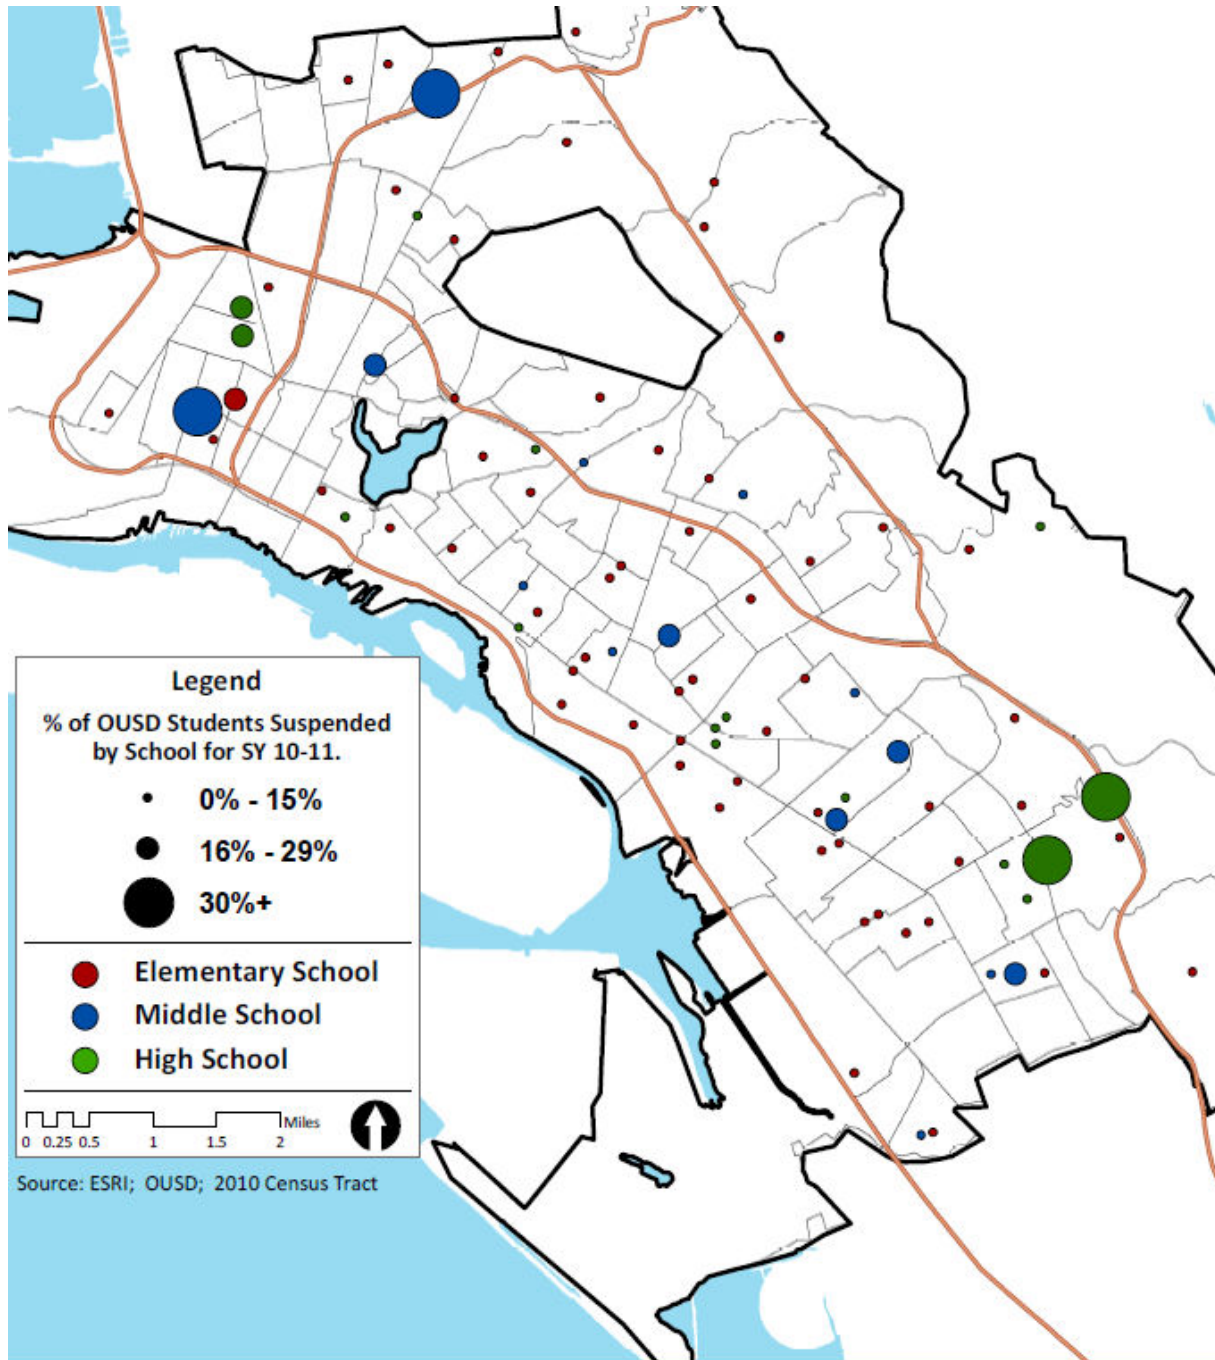 Legend
% of OUSD Students Suspended
by School for SY 10-11.
0% - 15%
16% - 29%
30%+
Elementary School
Middle School
High School
Miles
0 0.25 0.5 1 1.5 2
Source: ESRI; OUSD; 2010 Census Tract